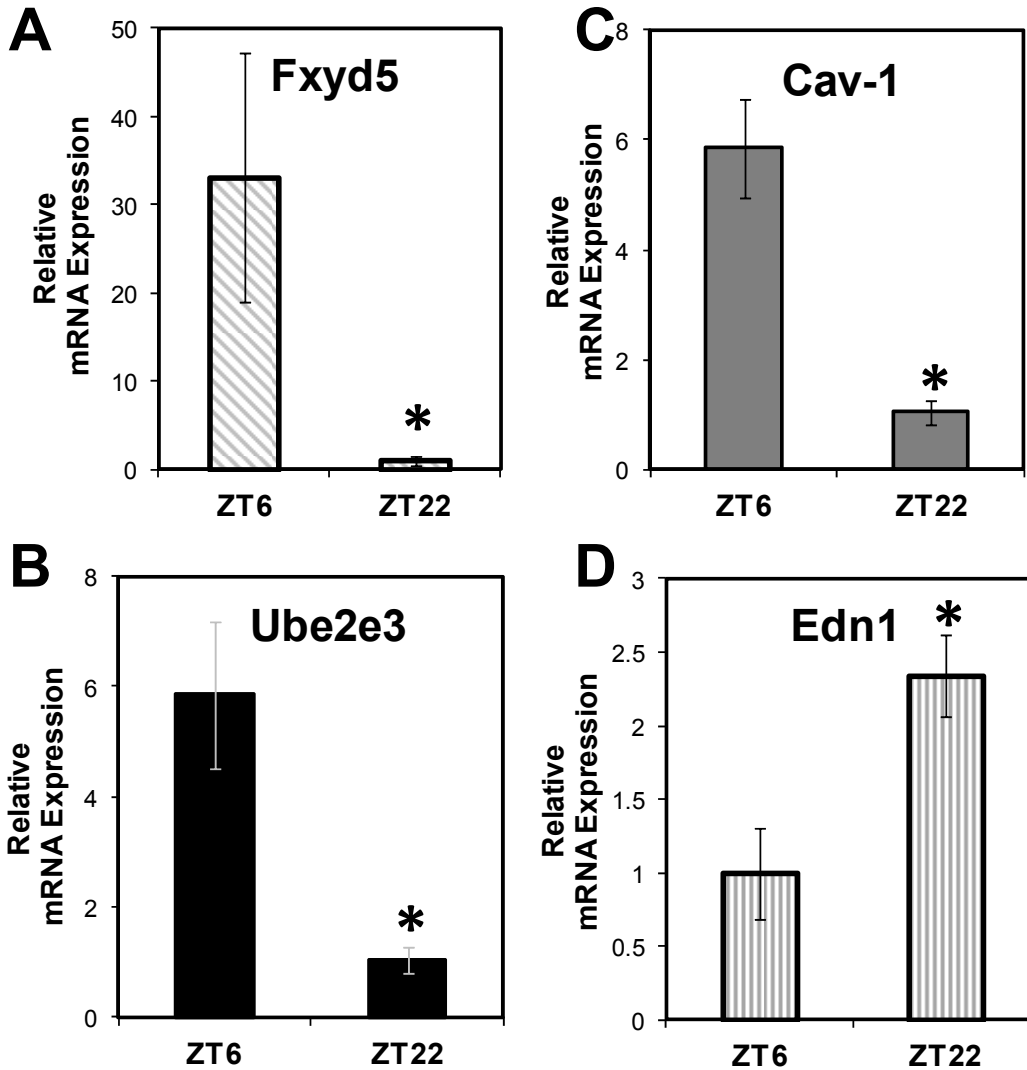 A
Fxyd5
Relative
mRNA Expression
50
40
30
20
10
0
*
ZT6 ZT22
C
Cav-1
Relative
mRNA Expression
8
6
4
2
0
*
ZT6 ZT22
B
Ube2e3
Relative
mRNA Expression
8
6
4
2
0
*
ZT6 ZT22
D
Edn1
Relative
mRNA Expression
3
2.5
2
1.5
1
0.5
0
*
ZT6 ZT22